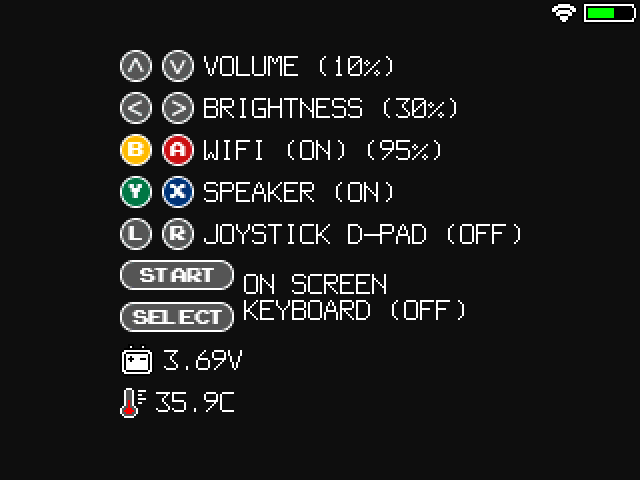 VOLUME (10%)
BRIGHTNESS (30%)
B A WIFI (ON) (95%)
Y X SPEAKER (ON)
L R JOYSTICK D-PAD (OFF)
START ON SCREEN
SELECT KEYBOARD (OFF)
3.69V
35.9C